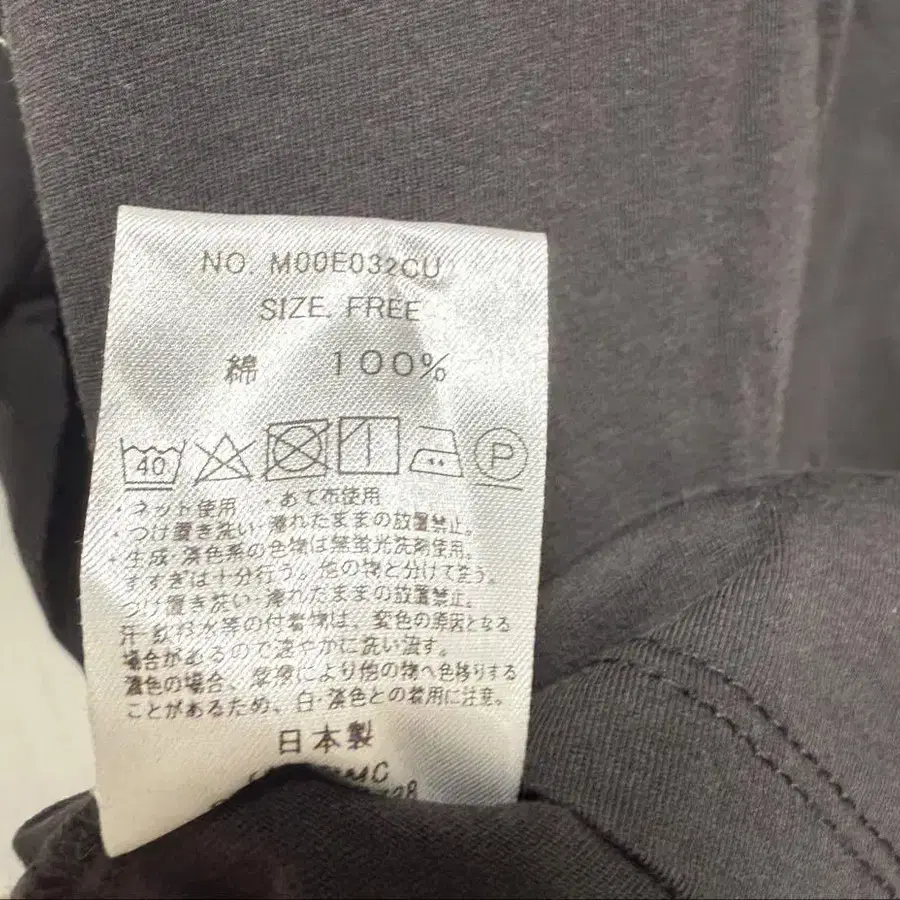 NO. M00E032CU
SIZE. FREE
綿 100%
40 P
・ネット使用 ・あて布使用
・つけ置き洗い・濡れたままの放置禁止。
・生成・淡色系の色物は無蛍光洗剤使用。
すすぎは十分行う。他の物と分けて洗う。
つけ置き洗い・濡れたままの放置禁止。
汗・飲料水等の付着物は、変色の原因となる
場合があるので速やかに洗い流す。
濃色の場合、摩擦により他の物へ色移りする
ことがあるため、白・淡色との着用に注意。
日本製